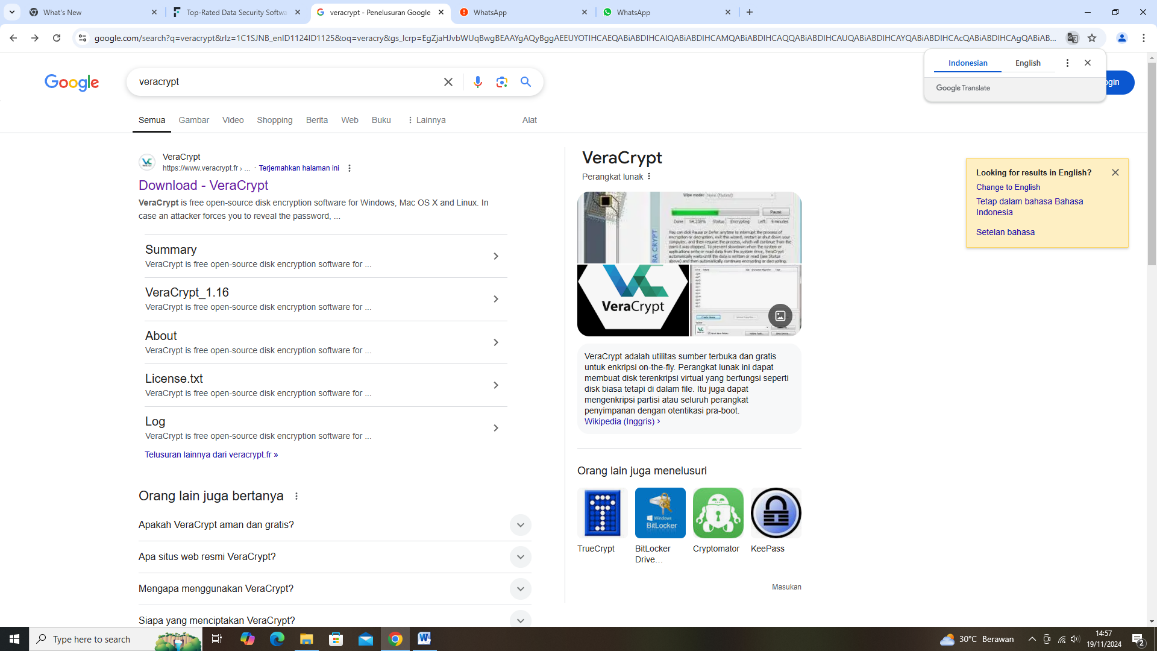 What's New
Top-Rated Data Security Softwa
veracrypt - Penelusuran Google
WhatsApp
WhatsApp
google.com/search?q=veracrypt&rlz=1C1SJNB_enID1124ID1125&oq=veracry&gs_lcrp=
Indonesian
English
Google Translate
Google
veracrypt
Semua
Gambar
Video
Shopping
Berita
Web
Buku
Lainnya
Alat
VeraCrypt
https://www.veracrypt.fr › ... · Terjemahkan halaman ini
Download - VeraCrypt
VeraCrypt is free open-source disk encryption software for Windows, Mac OS X and Linux. In
case an attacker forces you to reveal the password, ...
Summary
VeraCrypt is free open-source disk encryption software for ...
VeraCrypt_1.16
VeraCrypt is free open-source disk encryption software for ...
About
VeraCrypt is free open-source disk encryption software for ...
License.txt
VeraCrypt is free open-source disk encryption software for ...
Log
VeraCrypt is free open-source disk encryption software for ...
Telusuran lainnya dari veracrypt.fr »
Orang lain juga bertanya
Apakah VeraCrypt aman dan gratis?
Apa situs web resmi VeraCrypt?
Mengapa menggunakan VeraCrypt?
Siapa yang menciptakan VeraCrypt?
VeraCrypt
Perangkat lunak
Pause
VeraCrypt
VeraCrypt adalah utilitas sumber terbuka dan gratis
untuk enkripsi on-the-fly. Perangkat lunak ini dapat
membuat disk terenkripsi virtual yang berfungsi seperti
disk biasa tetapi di dalam file. Itu juga dapat
mengenkripsi partisi atau seluruh perangkat
penyimpanan dengan otentikasi pra-boot.
Wikipedia (Inggris) ›
Orang lain juga menelusuri
Windows
BitLocker
TrueCrypt
BitLocker
Drive...
Cryptomator
KeePass
Masukan
Looking for results in English?
Change to English
Tetap dalam bahasa Bahasa
Indonesia
Setelan bahasa
Type here to search
30°C Berawan
14:57
19/11/2024
2